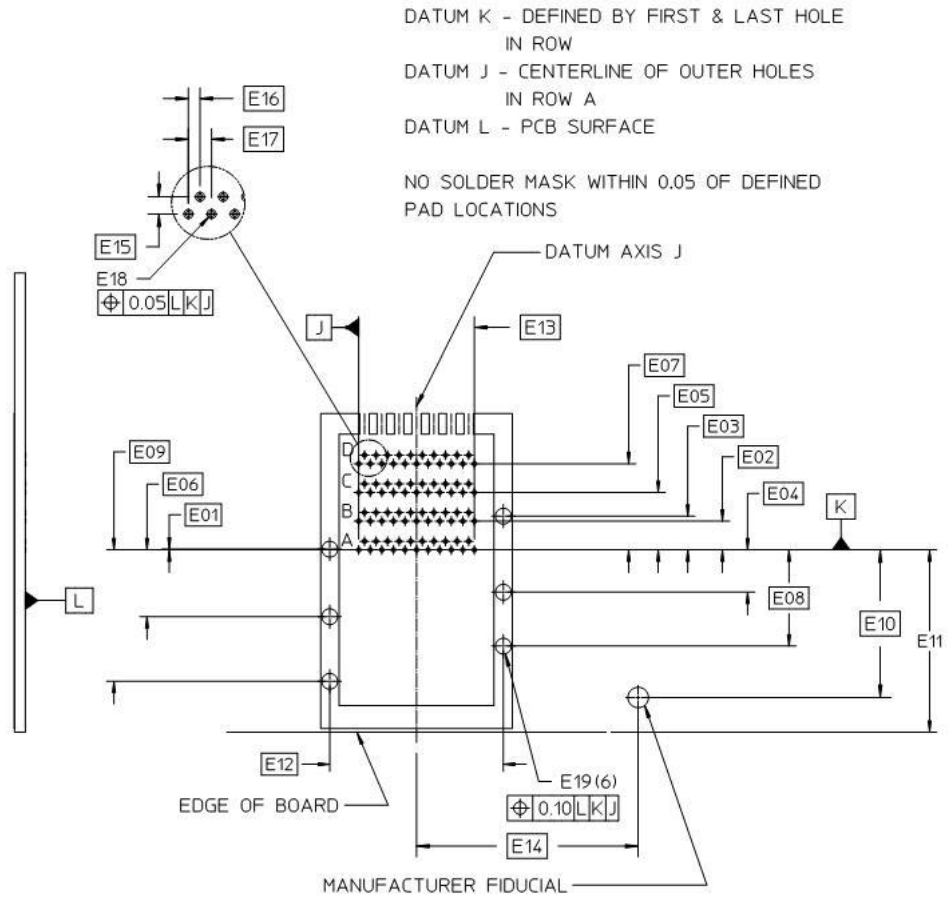 DATUM K - DEFINED BY FIRST & LAST HOLE
IN ROW
DATUM J - CENTERLINE OF OUTER HOLES
IN ROW A
DATUM L - PCB SURFACE
NO SOLDER MASK WITHIN 0.05 OF DEFINED
PAD LOCATIONS
E16
E17
E15
E18
⌖ 0.05 L K J
DATUM AXIS J
J
E13
E07
E05
E03
E02
E04
K
E09
E06
E01
D
C
B
A
L
E08
E10
E11
E12
E19(6)
⌖ 0.10 L K J
EDGE OF BOARD
E14
MANUFACTURER FIDUCIAL